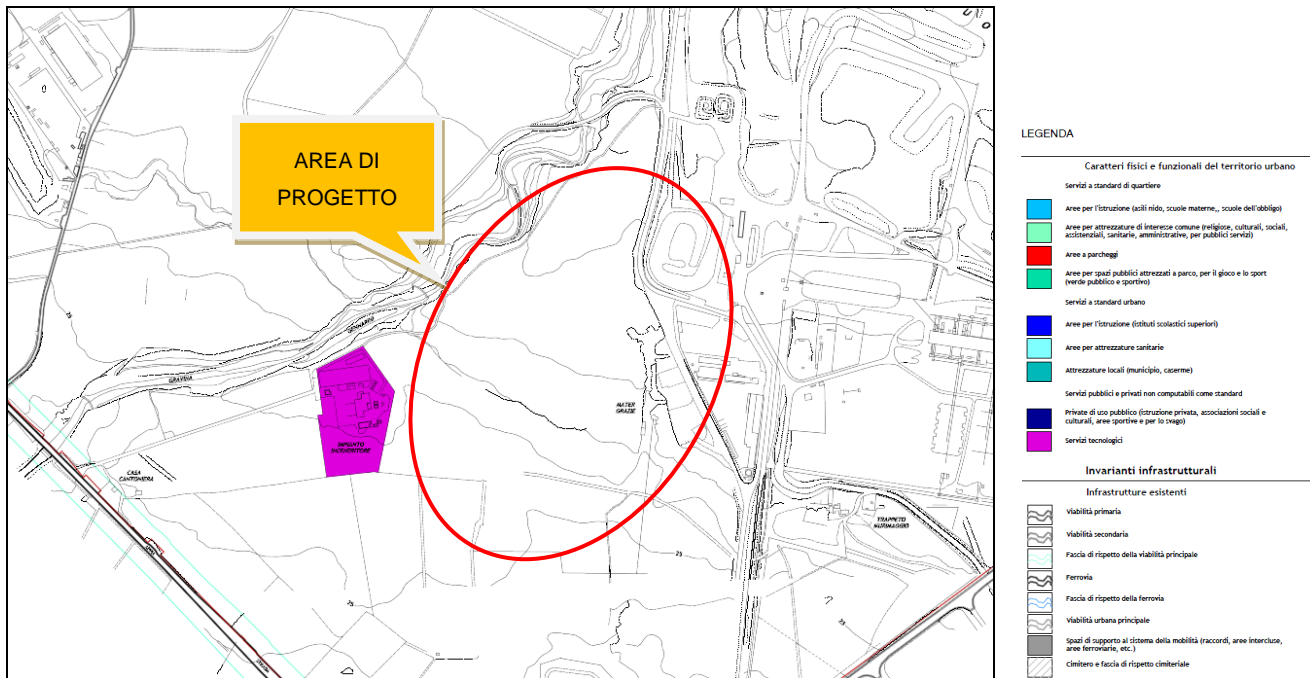 U O
AREA DI
PROGETTO
25
GENNARINI
GRAVINA
MATER
GRAZIE
IMPIANTO
INCENERITORE
CASA
CANTONIERA
TRAPPETO
25
25
25
LEGENDA
Caratteri fisici e funzionali del territorio urbano
Servizi a standard di quartiere
Aree per l'istruzione (asili nido, scuole materne,, scuole dell'obbligo)
Aree per attrezzature di interesse comune (religiose, culturali, sociali,
assistenziali, sanitarie, amministrative, per pubblici servizi)
Aree a parcheggi
Aree per spazi pubblici attrezzati a parco, per il gioco e lo sport
(verde pubblico e sportivo)
Servizi a standard urbano
Aree per l'istruzione (istituti scolastici superiori)
Aree per attrezzature sanitarie
Attrezzature locali (municipio, caserme)
Servizi pubblici e privati non computabili come standard
Private di uso pubblico (istruzione privata, associazioni sociali e
culturali, aree sportive e per lo svago)
Servizi tecnologici
Invarianti infrastrutturali
Infrastrutture esistenti
Viabilità primaria
Viabilità secondaria
Fascia di rispetto della viabilità principale
Ferrovia
Fascia di rispetto della ferrovia
Viabilità urbana principale
Spazi di supporto al sistema della mobilità (raccordi, aree intercluse,
aree ferroviarie, etc.)
Cimitero e fascia di rispetto cimiteriale